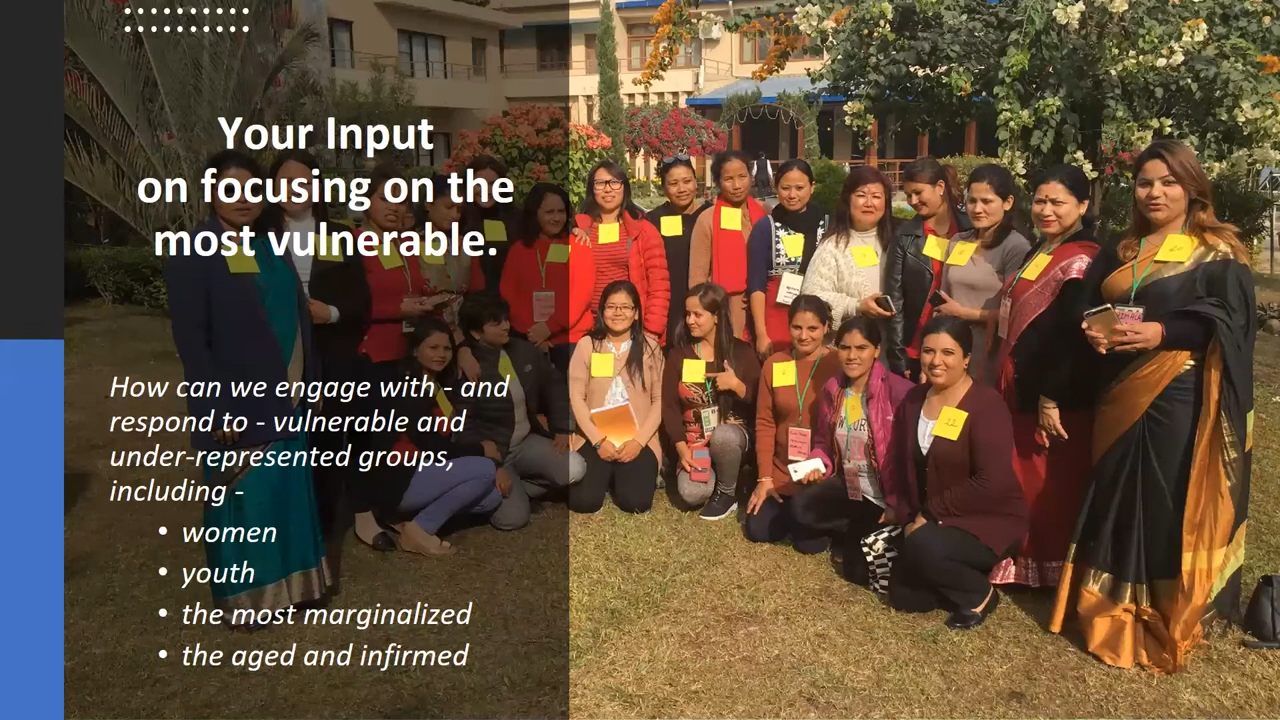 Your Input
on focusing on the
most vulnerable.
How can we engage with - and
respond to - vulnerable and
under-represented groups,
including -
• women
• youth
• the most marginalized
• the aged and infirmed